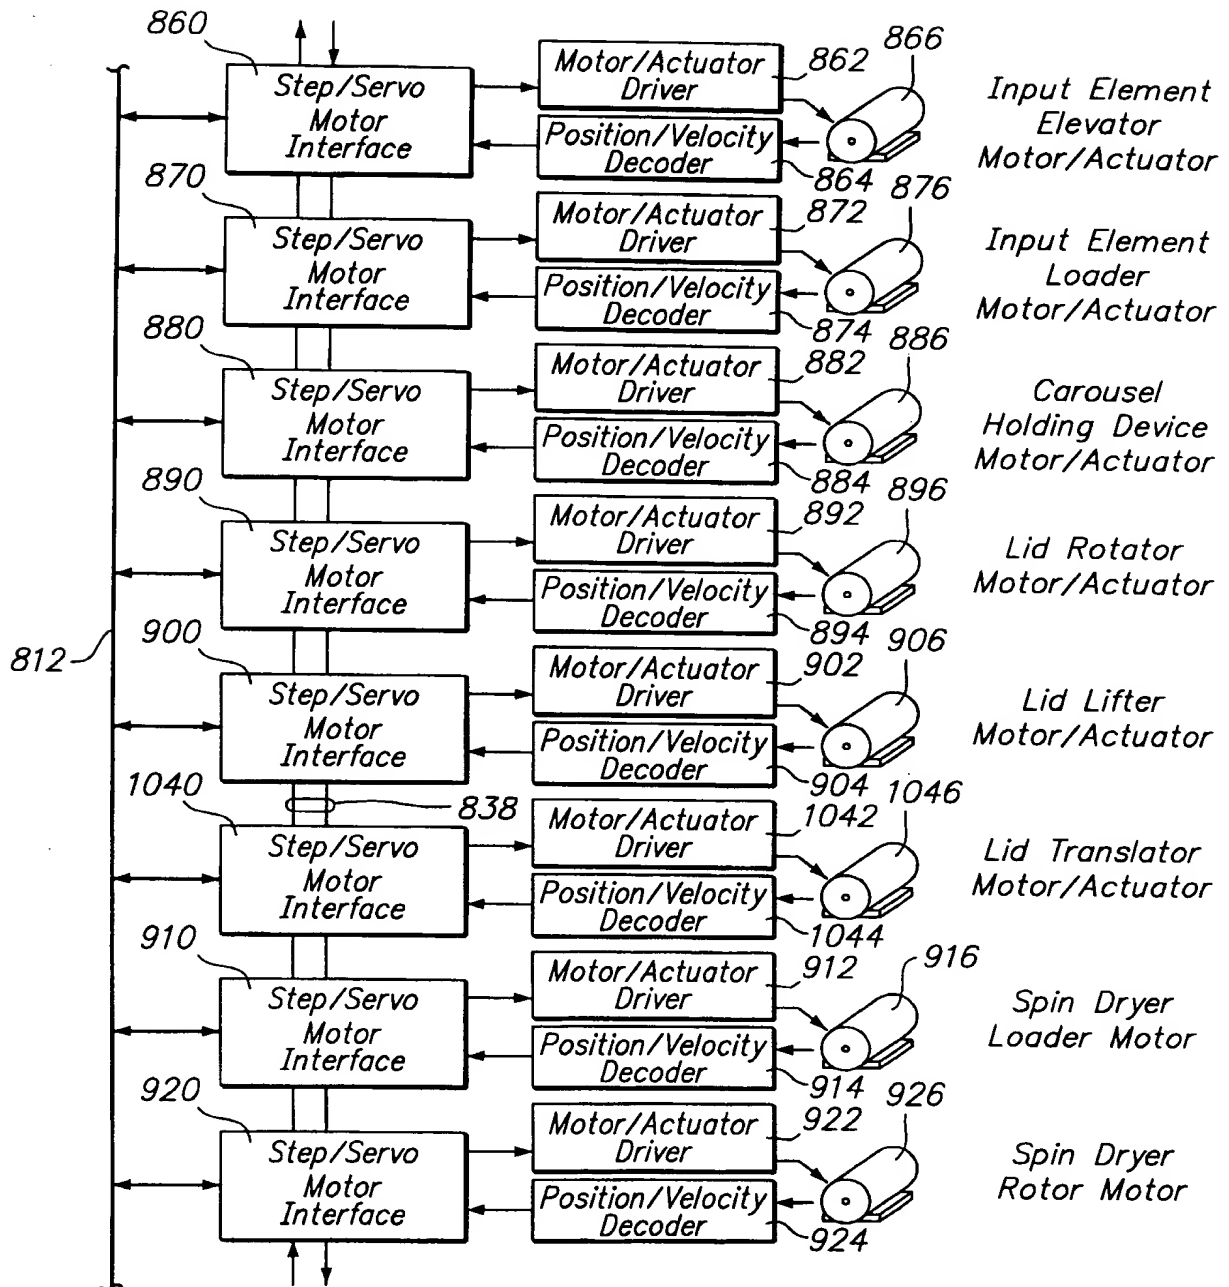 860
Step/Servo
Motor
Interface
Motor/Actuator
Driver
862
866
Position/Velocity
Decoder
864
Input Element
Elevator
Motor/Actuator
870
Step/Servo
Motor
Interface
Motor/Actuator
Driver
872
876
Position/Velocity
Decoder
874
Input Element
Loader
Motor/Actuator
880
Step/Servo
Motor
Interface
Motor/Actuator
Driver
882
886
Position/Velocity
Decoder
884
Carousel
Holding Device
Motor/Actuator
890
Step/Servo
Motor
Interface
Motor/Actuator
Driver
892
896
Position/Velocity
Decoder
894
Lid Rotator
Motor/Actuator
812
900
Step/Servo
Motor
Interface
Motor/Actuator
Driver
902
906
Position/Velocity
Decoder
904
Lid Lifter
Motor/Actuator
838
1040
Step/Servo
Motor
Interface
Motor/Actuator
Driver
1042
1046
Position/Velocity
Decoder
1044
Lid Translator
Motor/Actuator
910
Step/Servo
Motor
Interface
Motor/Actuator
Driver
912
916
Position/Velocity
Decoder
914
Spin Dryer
Loader Motor
920
Step/Servo
Motor
Interface
Motor/Actuator
Driver
922
926
Position/Velocity
Decoder
924
Spin Dryer
Rotor Motor